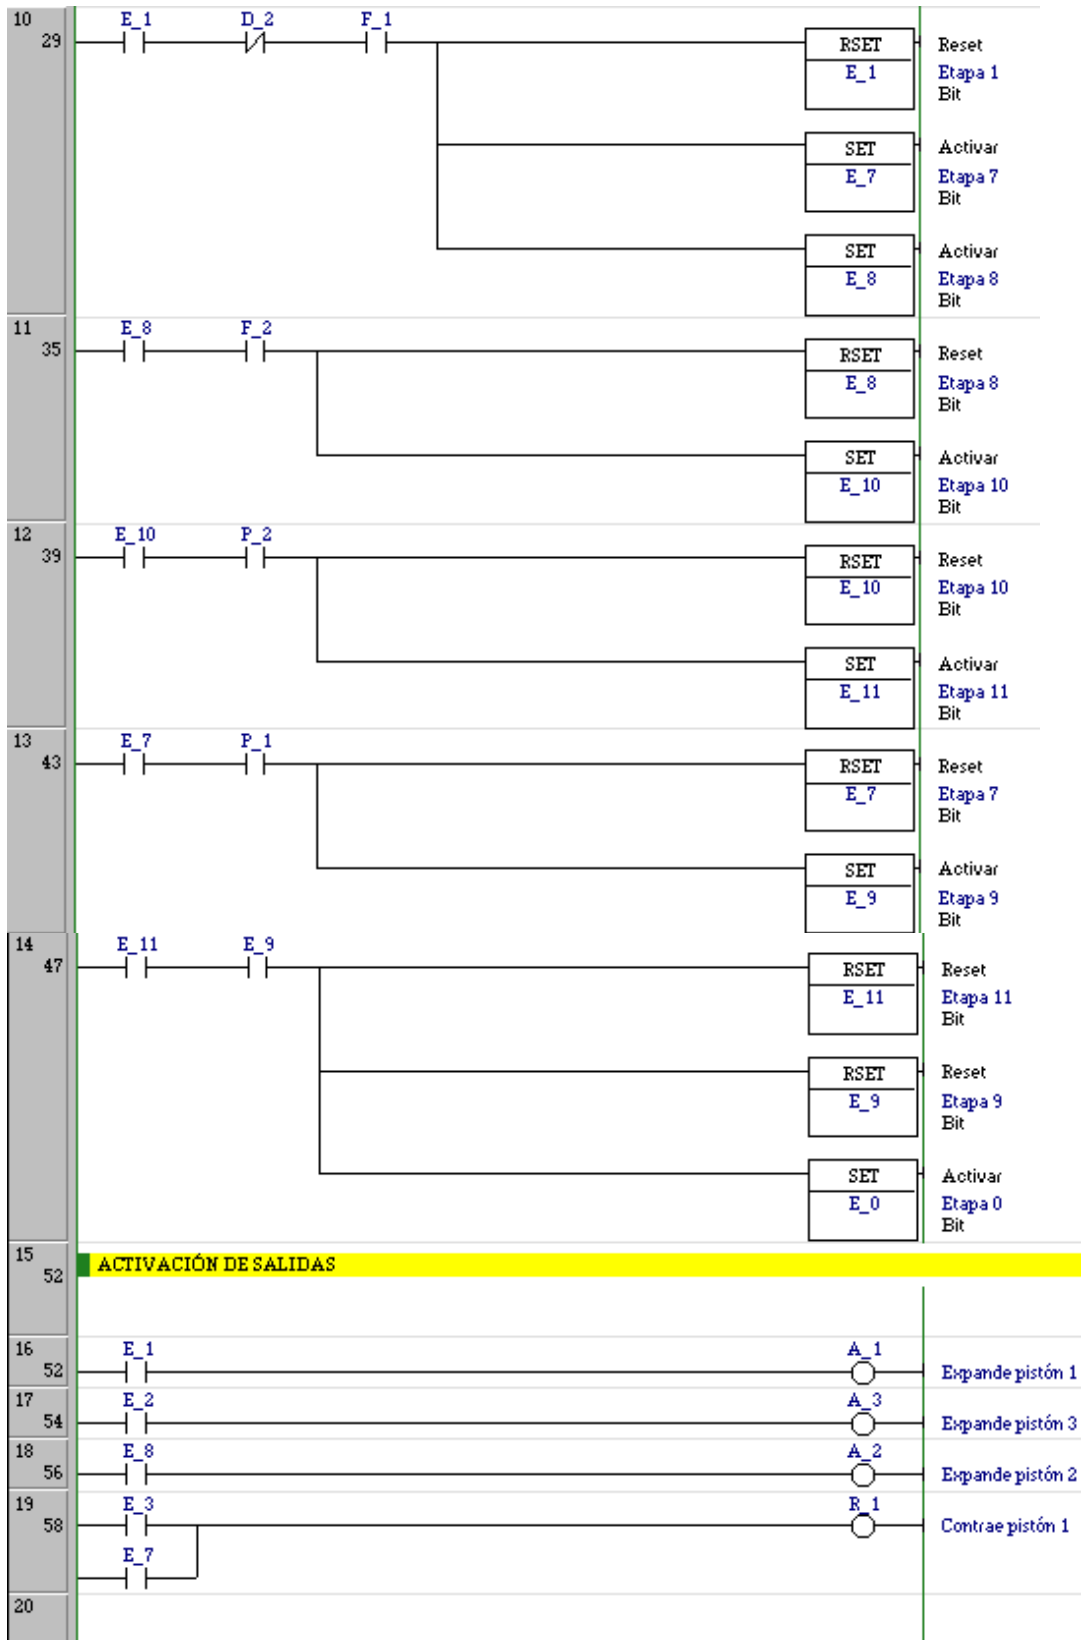 10 E_1 D_2 F_1
29 RSET Reset
E_1 Etapa 1
Bit
SET Activar
E_7 Etapa 7
Bit
SET Activar
E_8 Etapa 8
Bit
11 E_8 F_2
35 RSET Reset
E_8 Etapa 8
Bit
SET Activar
E_10 Etapa 10
Bit
12 E_10 P_2
39 RSET Reset
E_10 Etapa 10
Bit
SET Activar
E_11 Etapa 11
Bit
13 E_7 P_1
43 RSET Reset
E_7 Etapa 7
Bit
SET Activar
E_9 Etapa 9
Bit
14 E_11 E_9
47 RSET Reset
E_11 Etapa 11
Bit
RSET Reset
E_9 Etapa 9
Bit
SET Activar
E_0 Etapa 0
Bit
15 ACTIVACIÓN DE SALIDAS
52
16 E_1 A_1
52 Expande pistón 1
17 E_2 A_3
54 Expande pistón 3
18 E_8 A_2
56 Expande pistón 2
19 E_3 R_1
58 Contrae pistón 1
E_7
20